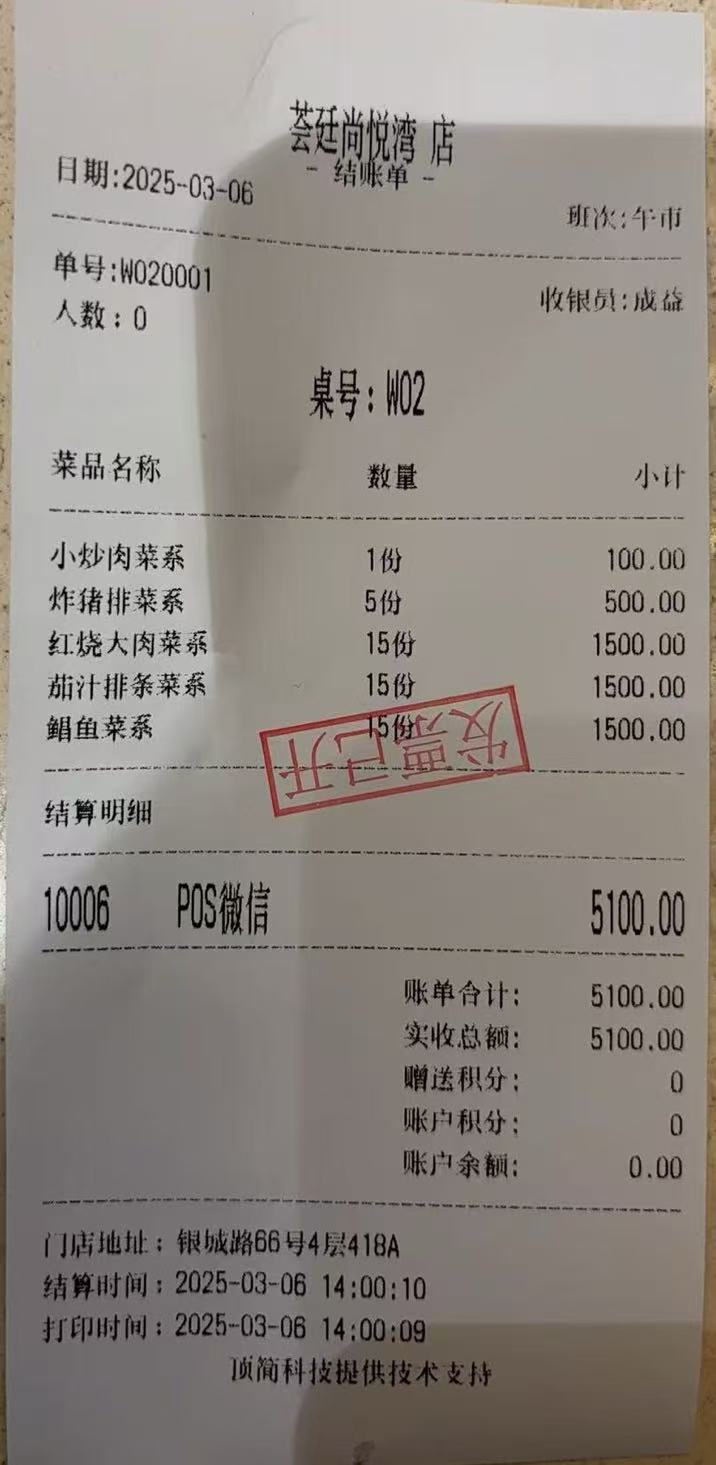 荟廷尚悦湾 店
- 结账单 -
日期:2025-03-06
班次:午市
单号:W020001
收银员:成益
人数:0
桌号:W02
菜品名称 数量 小计
小炒肉菜系 1份 100.00
炸猪排菜系 5份 500.00
红烧大肉菜系 15份 1500.00
茄汁排条菜系 15份 1500.00
鲳鱼菜系 15份 1500.00
发票已开
结算明细
10006 POS微信 5100.00
账单合计: 5100.00
实收总额: 5100.00
赠送积分: 0
账户积分: 0
账户余额: 0.00
门店地址:银城路66号4层418A
结算时间:2025-03-06 14:00:10
打印时间:2025-03-06 14:00:09
顶简科技提供技术支持